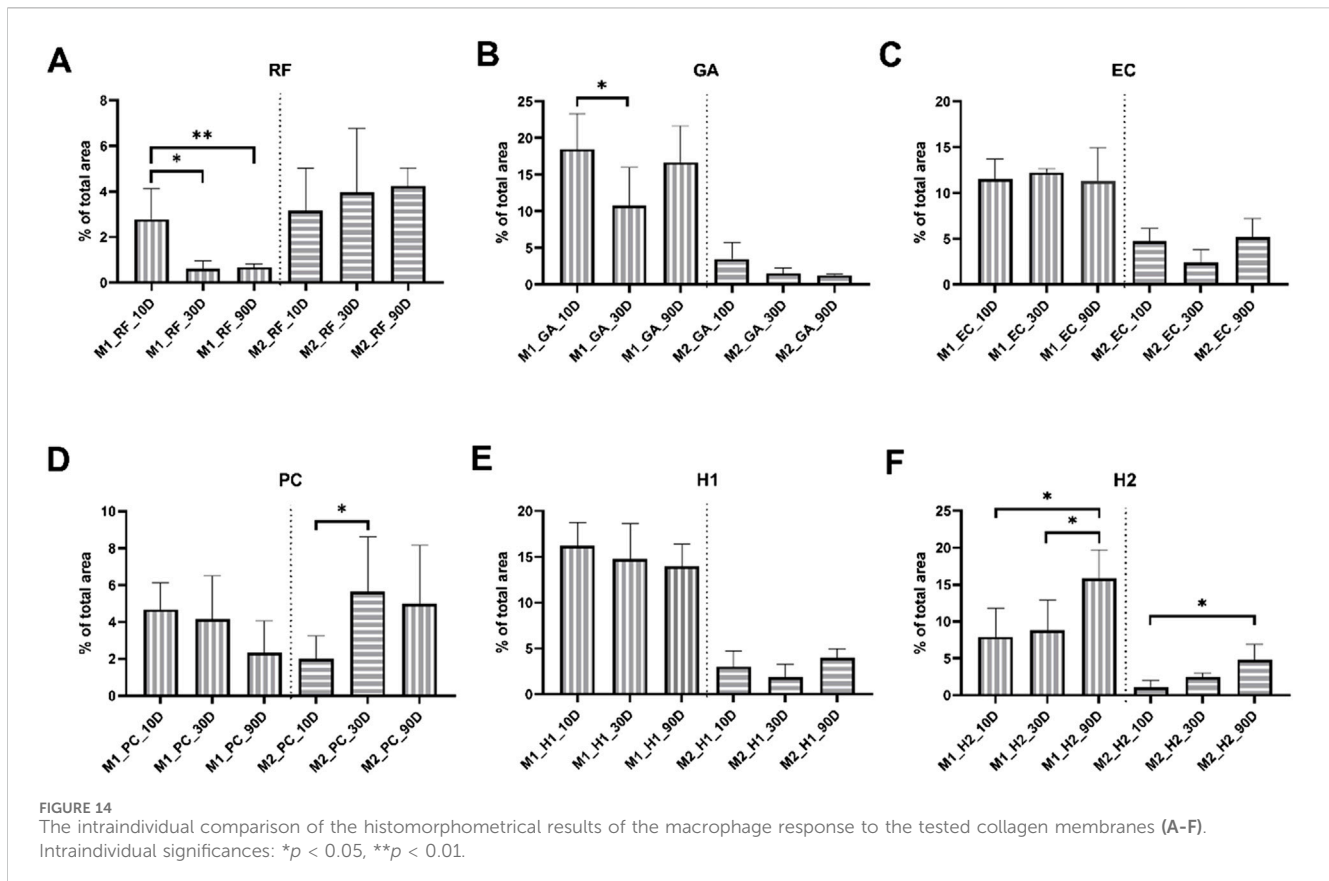 A
RF
% of total area
8
6
4
2
0
**
*
M1_RF_10D
M1_RF_30D
M1_RF_90D
M2_RF_10D
M2_RF_30D
M2_RF_90D
B
GA
% of total area
25
20
15
10
5
0
*
M1_GA_10D
M1_GA_30D
M1_GA_90D
M2_GA_10D
M2_GA_30D
M2_GA_90D
C
EC
% of total area
20
15
10
5
0
M1_EC_10D
M1_EC_30D
M1_EC_90D
M2_EC_10D
M2_EC_30D
M2_EC_90D
D
PC
% of total area
10
8
6
4
2
0
*
M1_PC_10D
M1_PC_30D
M1_PC_90D
M2_PC_10D
M2_PC_30D
M2_PC_90D
E
H1
% of total area
20
15
10
5
0
M1_H1_10D
M1_H1_30D
M1_H1_90D
M2_H1_10D
M2_H1_30D
M2_H1_90D
F
H2
% of total area
25
20
15
10
5
0
*
*
*
M1_H2_10D
M1_H2_30D
M1_H2_90D
M2_H2_10D
M2_H2_30D
M2_H2_90D
FIGURE 14
The intraindividual comparison of the histomorphometrical results of the macrophage response to the tested collagen membranes (A-F).
Intraindividual significances: *p < 0.05, **p < 0.01.